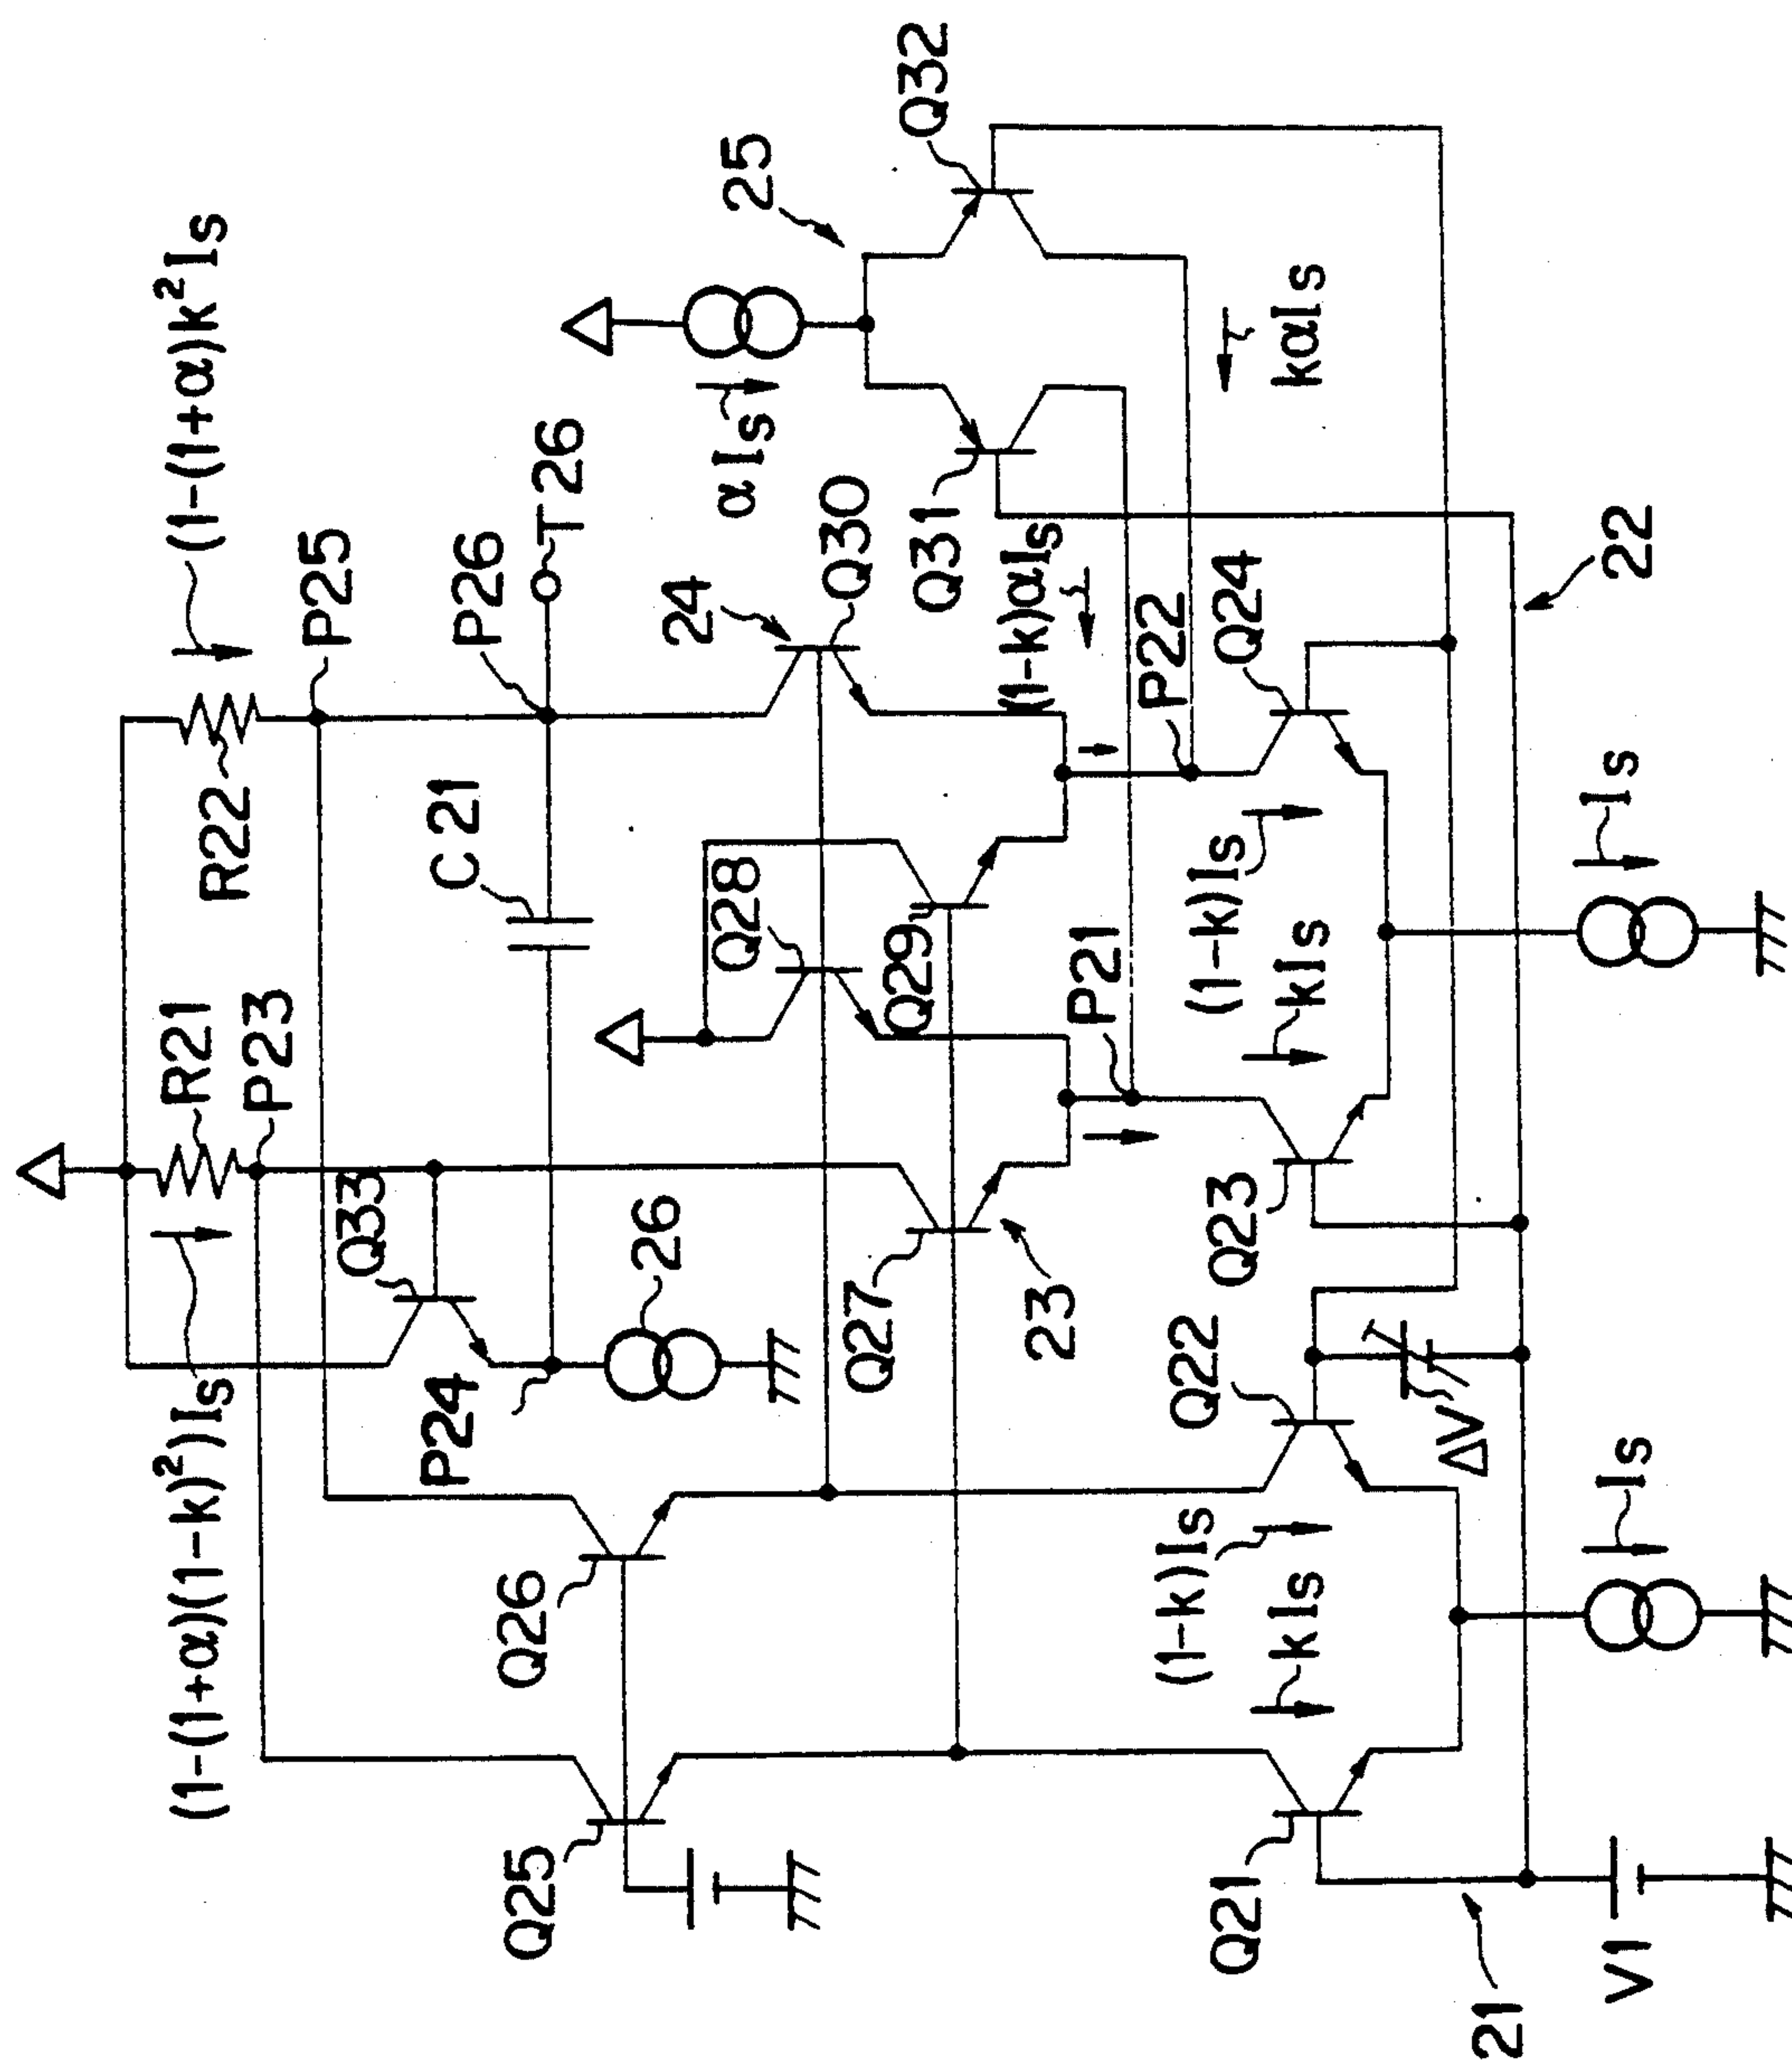 (1-(1+α)(1-k)²)Is
(1-(1+α)k²Is
R21
P23
R22
P25
Q33
P24
26
C21
P26
T26
Q25
Q26
Q27
23
Q28
Q29
24
Q30
αIs
25
Q32
Q31
(1-k)αIs
kαIs
P21
P22
Q21
Q22
Q23
Q24
kIs
(1-k)Is
kIs
(1-k)Is
ΔV
Is
Is
21
V1
22